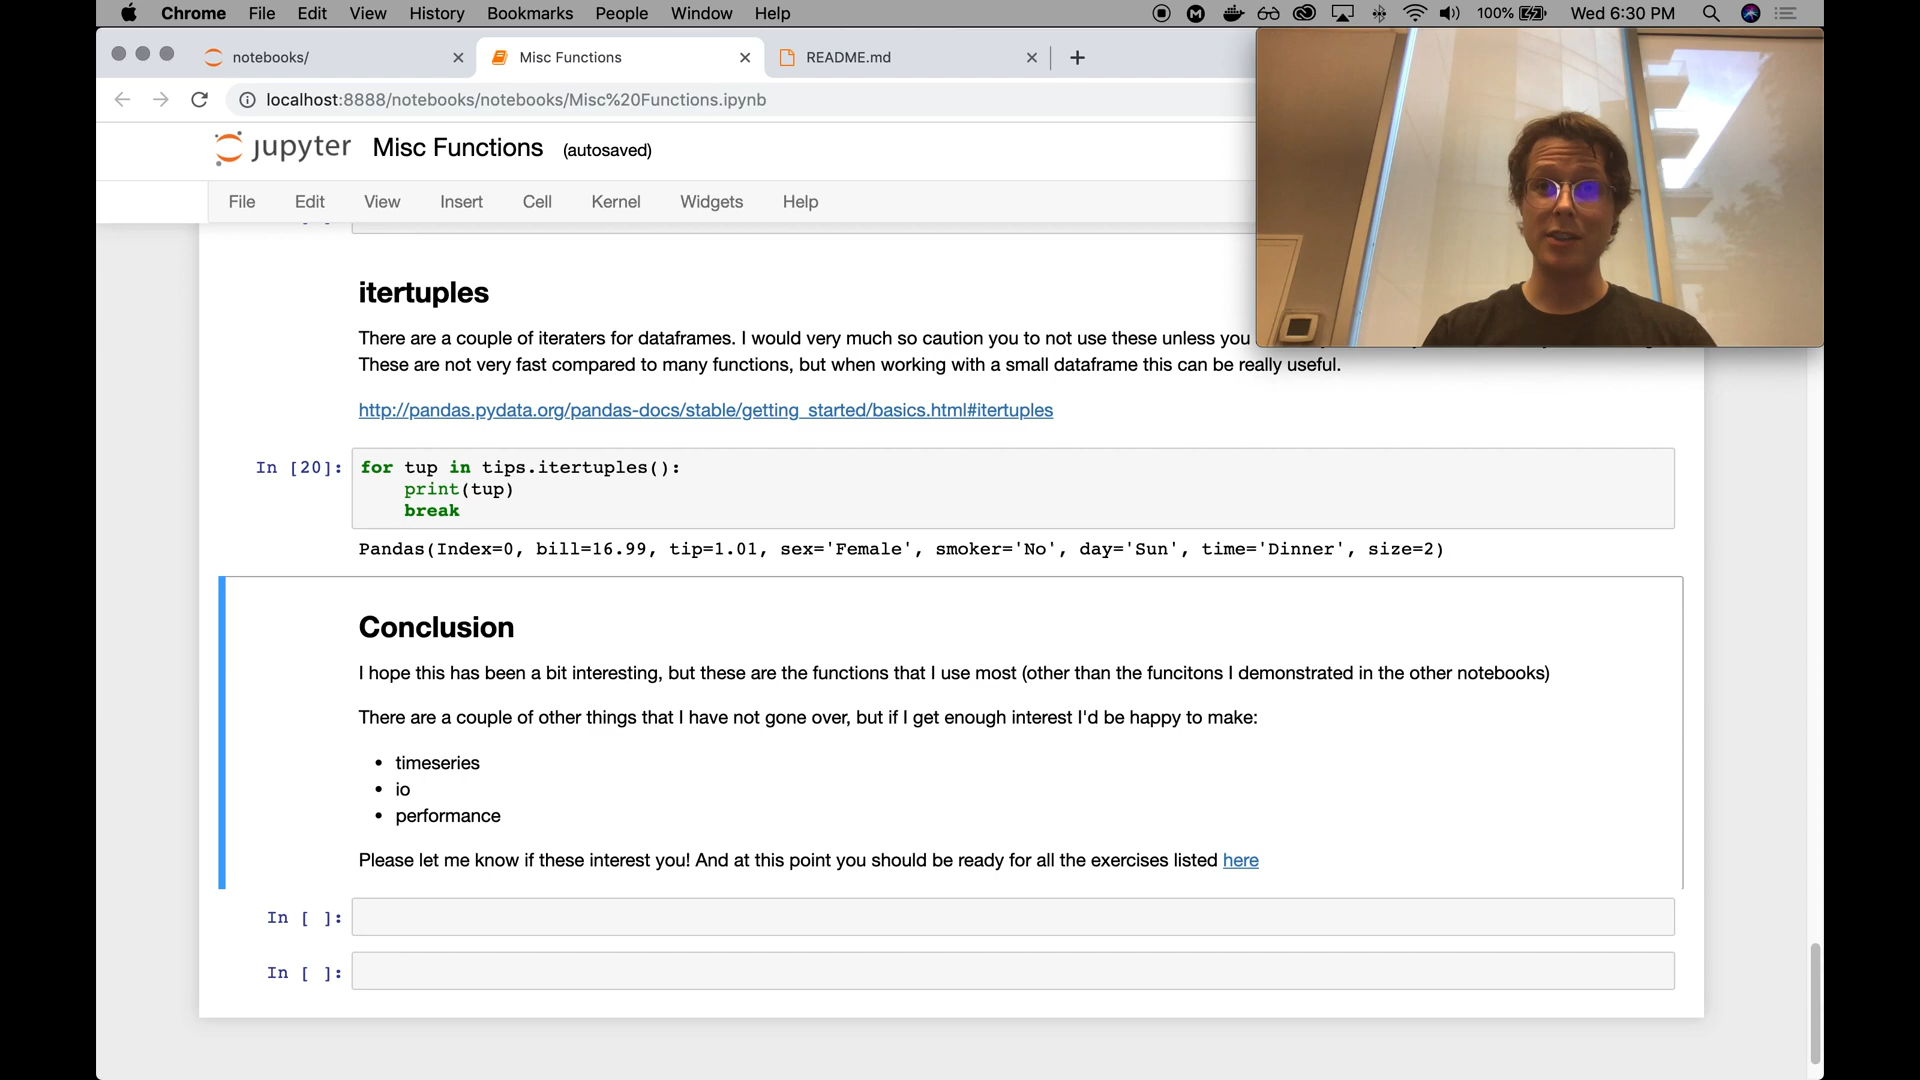 Chrome File Edit View History Bookmarks People Window Help 100% Wed 6:30 PM
notebooks/ Misc Functions README.md
localhost:8888/notebooks/notebooks/Misc%20Functions.ipynb
jupyter Misc Functions (autosaved)
File Edit View Insert Cell Kernel Widgets Help
itertuples
There are a couple of iteraters for dataframes. I would very much so caution you to not use these unless you
These are not very fast compared to many functions, but when working with a small dataframe this can be really useful.
http://pandas.pydata.org/pandas-docs/stable/getting_started/basics.html#itertuples
In [20]: for tup in tips.itertuples():
print(tup)
break
Pandas(Index=0, bill=16.99, tip=1.01, sex='Female', smoker='No', day='Sun', time='Dinner', size=2)
Conclusion
I hope this has been a bit interesting, but these are the functions that I use most (other than the funcitons I demonstrated in the other notebooks)
There are a couple of other things that I have not gone over, but if I get enough interest I'd be happy to make:
• timeseries
• io
• performance
Please let me know if these interest you! And at this point you should be ready for all the exercises listed here
In [ ]:
In [ ]: